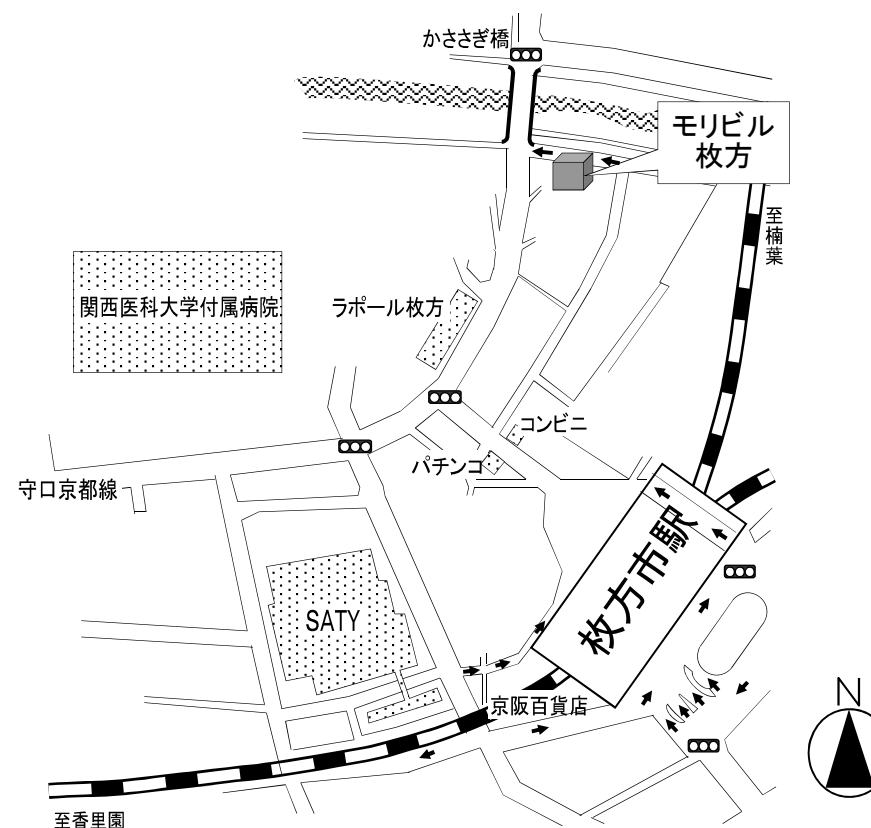 かささぎ橋
モリビル
枚方
至楠葉
関西医科大学付属病院
ラポール枚方
コンビニ
パチンコ
守口京都線
枚方市駅
SATY
京阪百貨店
N
至香里園